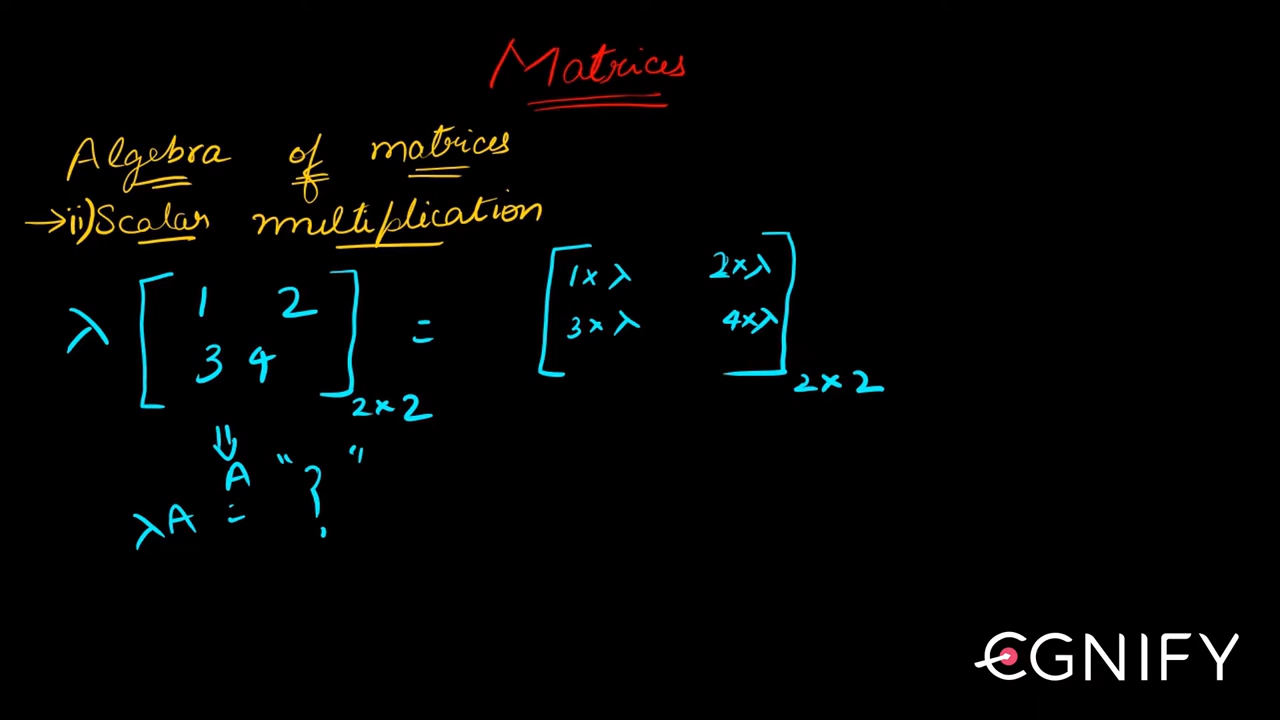 Matrices
Algebra of matrices
→ii) Scalar multiplication
λ [ 1 2 = [ 1×λ 2×λ
3 4 ] 2×2 3×λ 4×λ ] 2×2
⇓
A
λA = "?"
CGNIFY